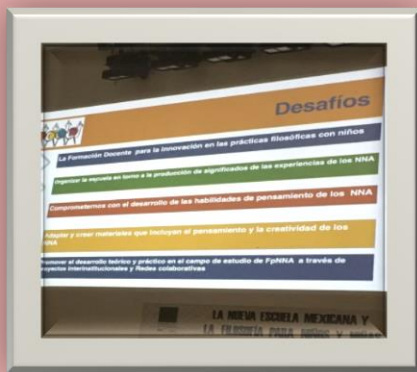 Desafíos
La Formación Docente para la innovación en las prácticas filosóficas con niños
Organizar la escuela en torno a la producción de significados de las experiencias de los NNA
Comprometernos con el desarrollo de las habilidades de pensamiento de los NNA
Adaptar y crear materiales que incluyen el pensamiento y la creatividad de los
NNA
Promover el desarrollo teórico y práctico en el campo de estudio de FpNNA a través de
proyectos interinstitucionales y Redes colaborativas
LA NUEVA ESCUELA MEXICANA Y
LA FILOSOFÍA PARA NIÑOS Y NIÑAS